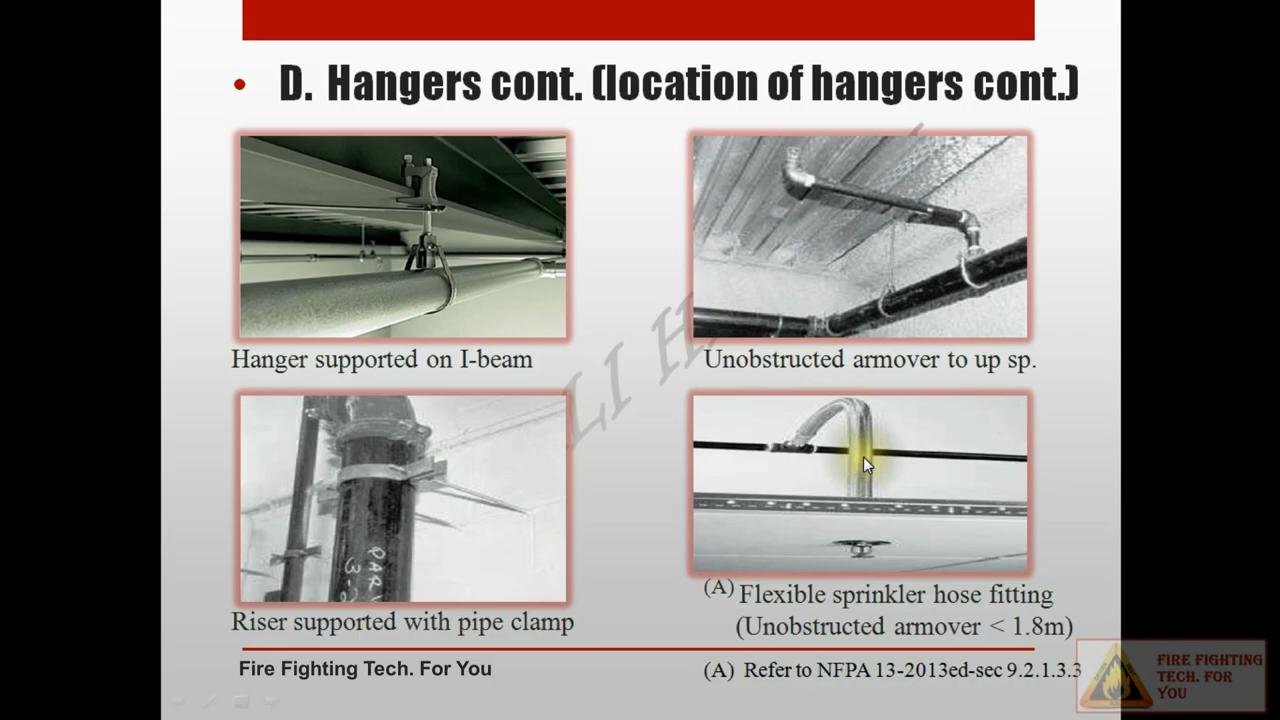 D. Hangers cont. (location of hangers cont.)
Hanger supported on I-beam
Unobstructed armover to up sp.
Riser supported with pipe clamp
(A) Flexible sprinkler hose fitting
(Unobstructed armover < 1.8m)
Fire Fighting Tech. For You
(A) Refer to NFPA 13-2013ed-sec 9.2.1.3.3
FIRE FIGHTING
TECH. FOR
YOU